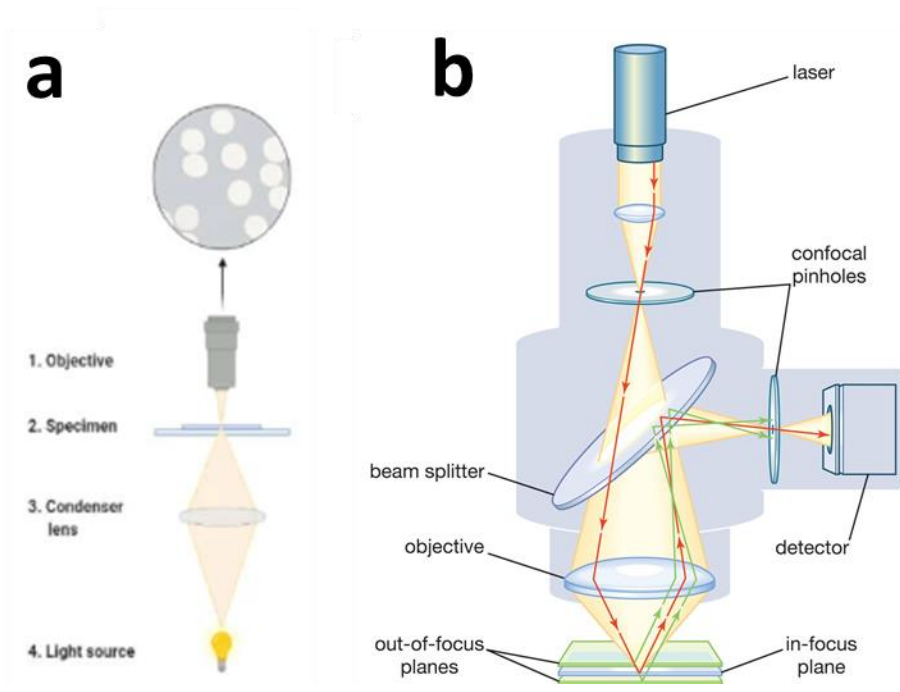 a
1. Objective
2. Specimen
3. Condenser
lens
4. Light source
b
laser
confocal
pinholes
beam splitter
objective
detector
out-of-focus
planes
in-focus
plane